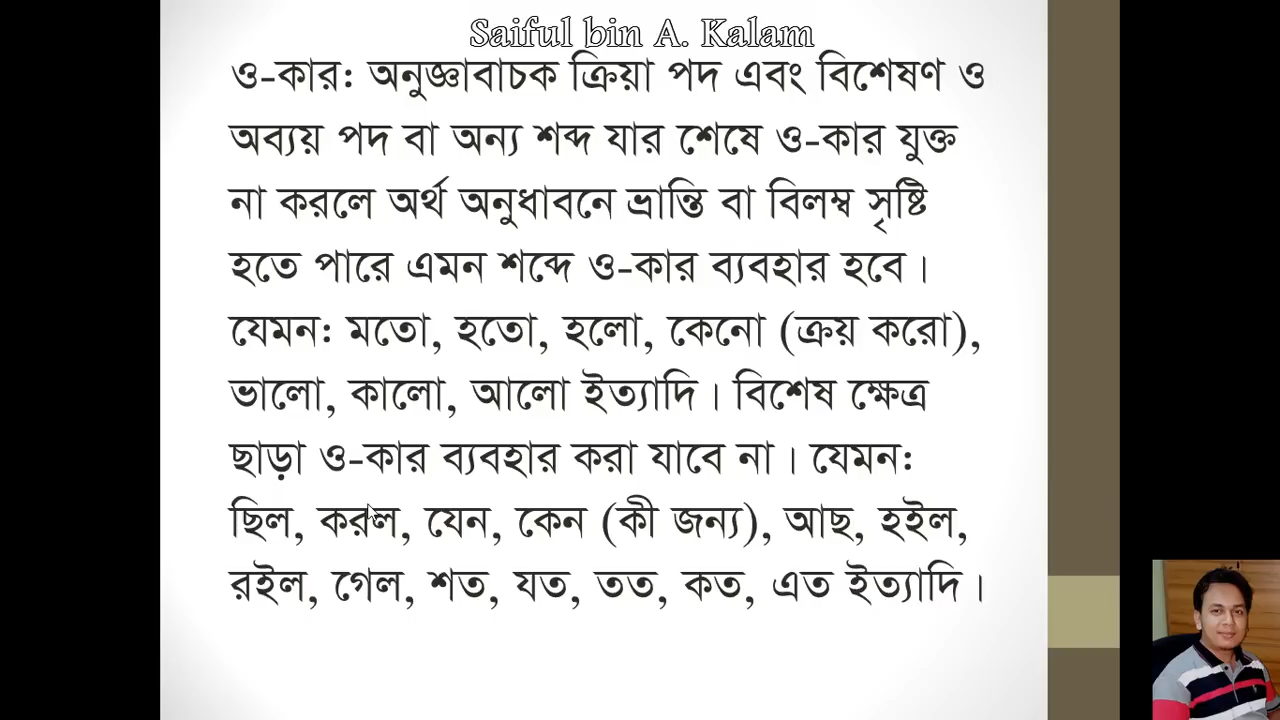 Saiful bin A. Kalam
ও-কার: অনুজ্ঞাবাচক ক্রিয়া পদ এবং বিশেষণ ও
অব্যয় পদ বা অন্য শব্দ যার শেষে ও-কার যুক্ত
না করলে অর্থ অনুধাবনে ভ্রান্তি বা বিলম্ব সৃষ্টি
হতে পারে এমন শব্দে ও-কার ব্যবহার হবে।
যেমন: মতো, হতো, হলো, কেনো (ক্রয় করো),
ভালো, কালো, আলো ইত্যাদি। বিশেষ ক্ষেত্র
ছাড়া ও-কার ব্যবহার করা যাবে না। যেমন:
ছিল, করল, যেন, কেন (কী জন্য), আছ, হইল,
রইল, গেল, শত, যত, তত, কত, এত ইত্যাদি।